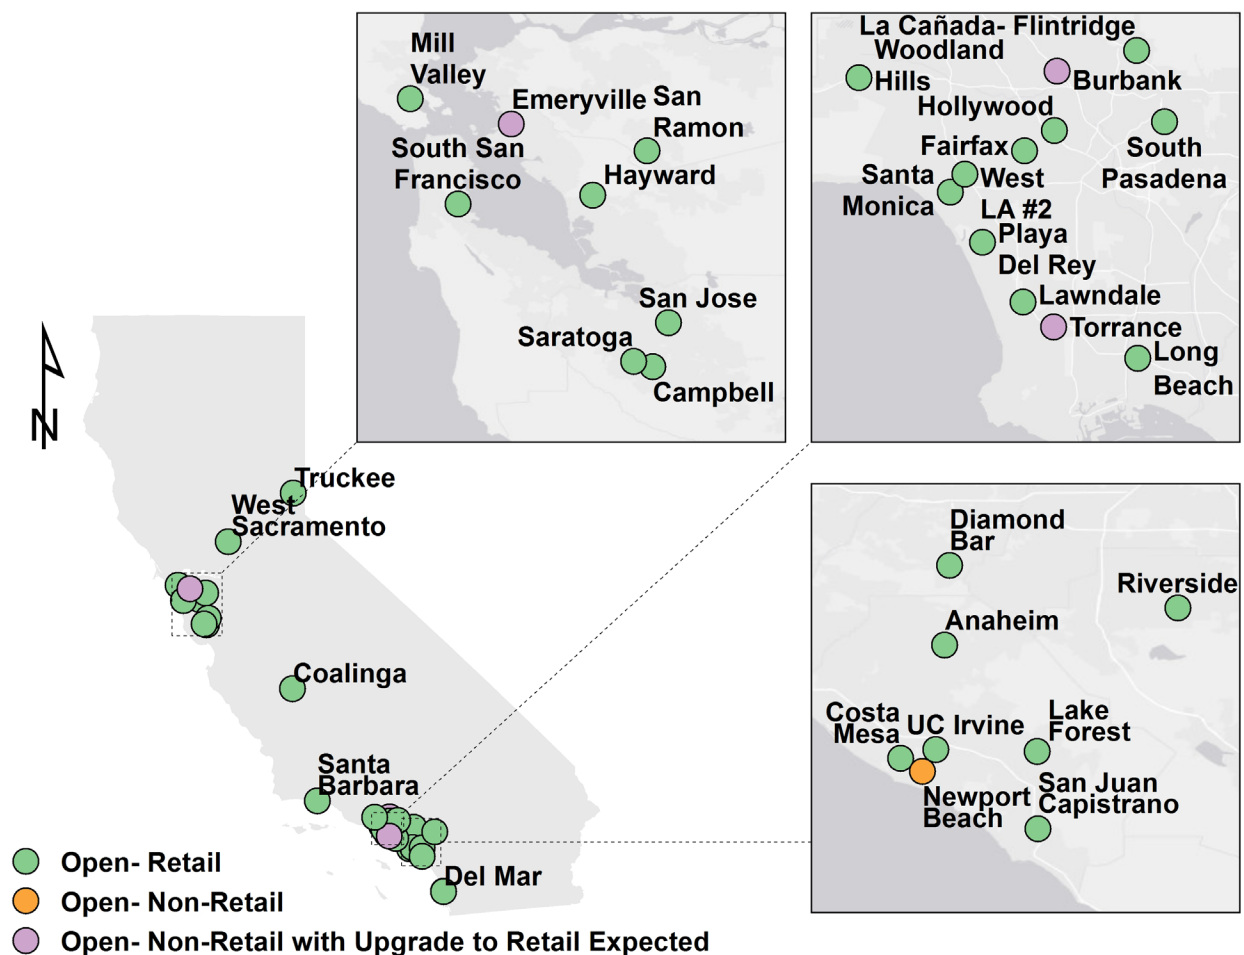 Mill
Valley
Emeryville
San
Ramon
South San
Francisco
Hayward
San Jose
Saratoga
Campbell
La Cañada- Flintridge
Woodland
Hills
Burbank
Hollywood
Fairfax
South
Pasadena
Santa
Monica
West
LA #2
Playa
Del Rey
Lawndale
Torrance
Long
Beach
N
Truckee
West
Sacramento
Coalinga
Santa
Barbara
Del Mar
Diamond
Bar
Riverside
Anaheim
Costa
Mesa
UC Irvine
Lake
Forest
Newport
Beach
San Juan
Capistrano
Open- Retail
Open- Non-Retail
Open- Non-Retail with Upgrade to Retail Expected